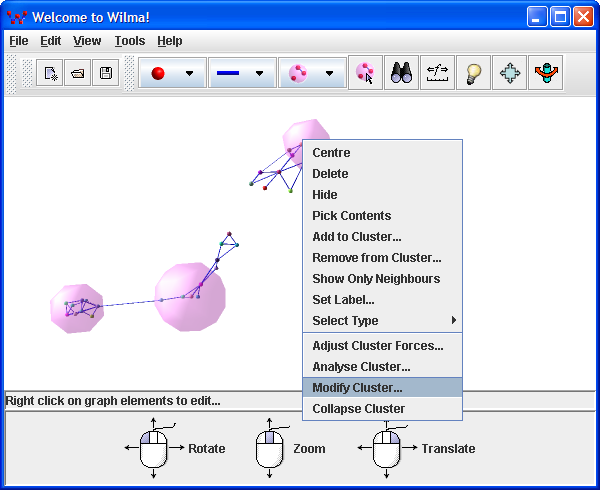 Welcome to Wilma!
File Edit View Tools Help
Centre
Delete
Hide
Pick Contents
Add to Cluster...
Remove from Cluster...
Show Only Neighbours
Set Label...
Select Type
Adjust Cluster Forces...
Analyse Cluster...
Modify Cluster...
Collapse Cluster
Right click on graph elements to edit...
Rotate Zoom Translate